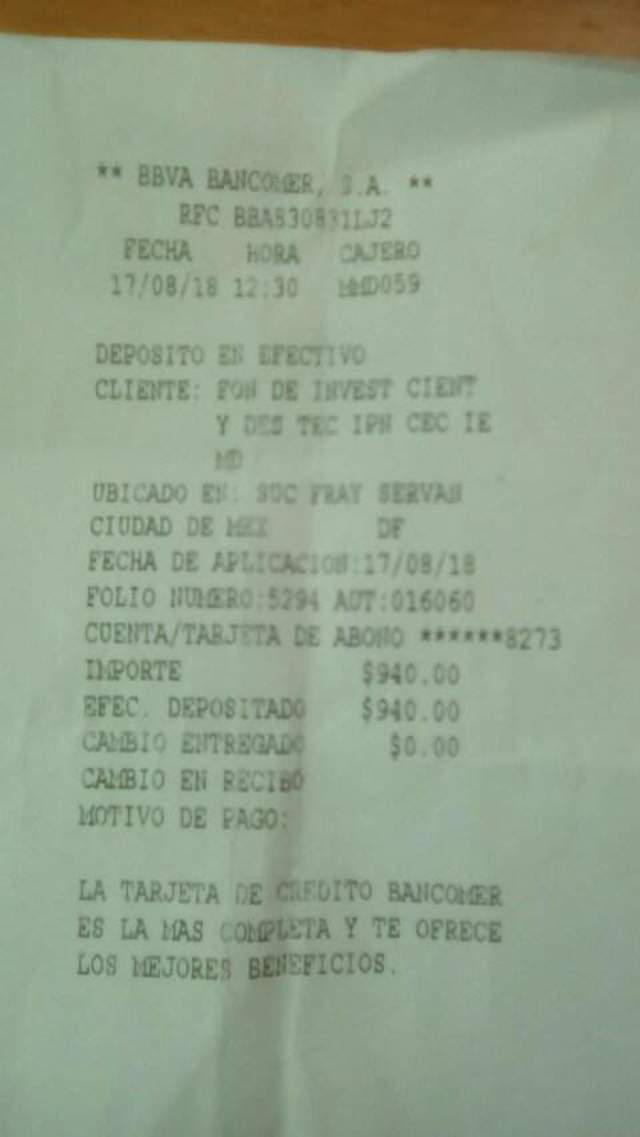 ** BBVA BANCOMER, S.A. **
RFC BBA830831LJ2
FECHA HORA CAJERO
17/08/18 12:30 MMD059
DEPOSITO EN EFECTIVO
CLIENTE: FON DE INVEST CIENT
Y DES TEC IPN CEC IE
MD
UBICADO EN: SUC FRAY SERVAN
CIUDAD DE MEX DF
FECHA DE APLICACION:17/08/18
FOLIO NUMERO:5294 AUT:016060
CUENTA/TARJETA DE ABONO ******8273
IMPORTE $940.00
EFEC. DEPOSITADO $940.00
CAMBIO ENTREGADO $0.00
CAMBIO EN RECIBO
MOTIVO DE PAGO:
LA TARJETA DE CREDITO BANCOMER
ES LA MAS COMPLETA Y TE OFRECE
LOS MEJORES BENEFICIOS.